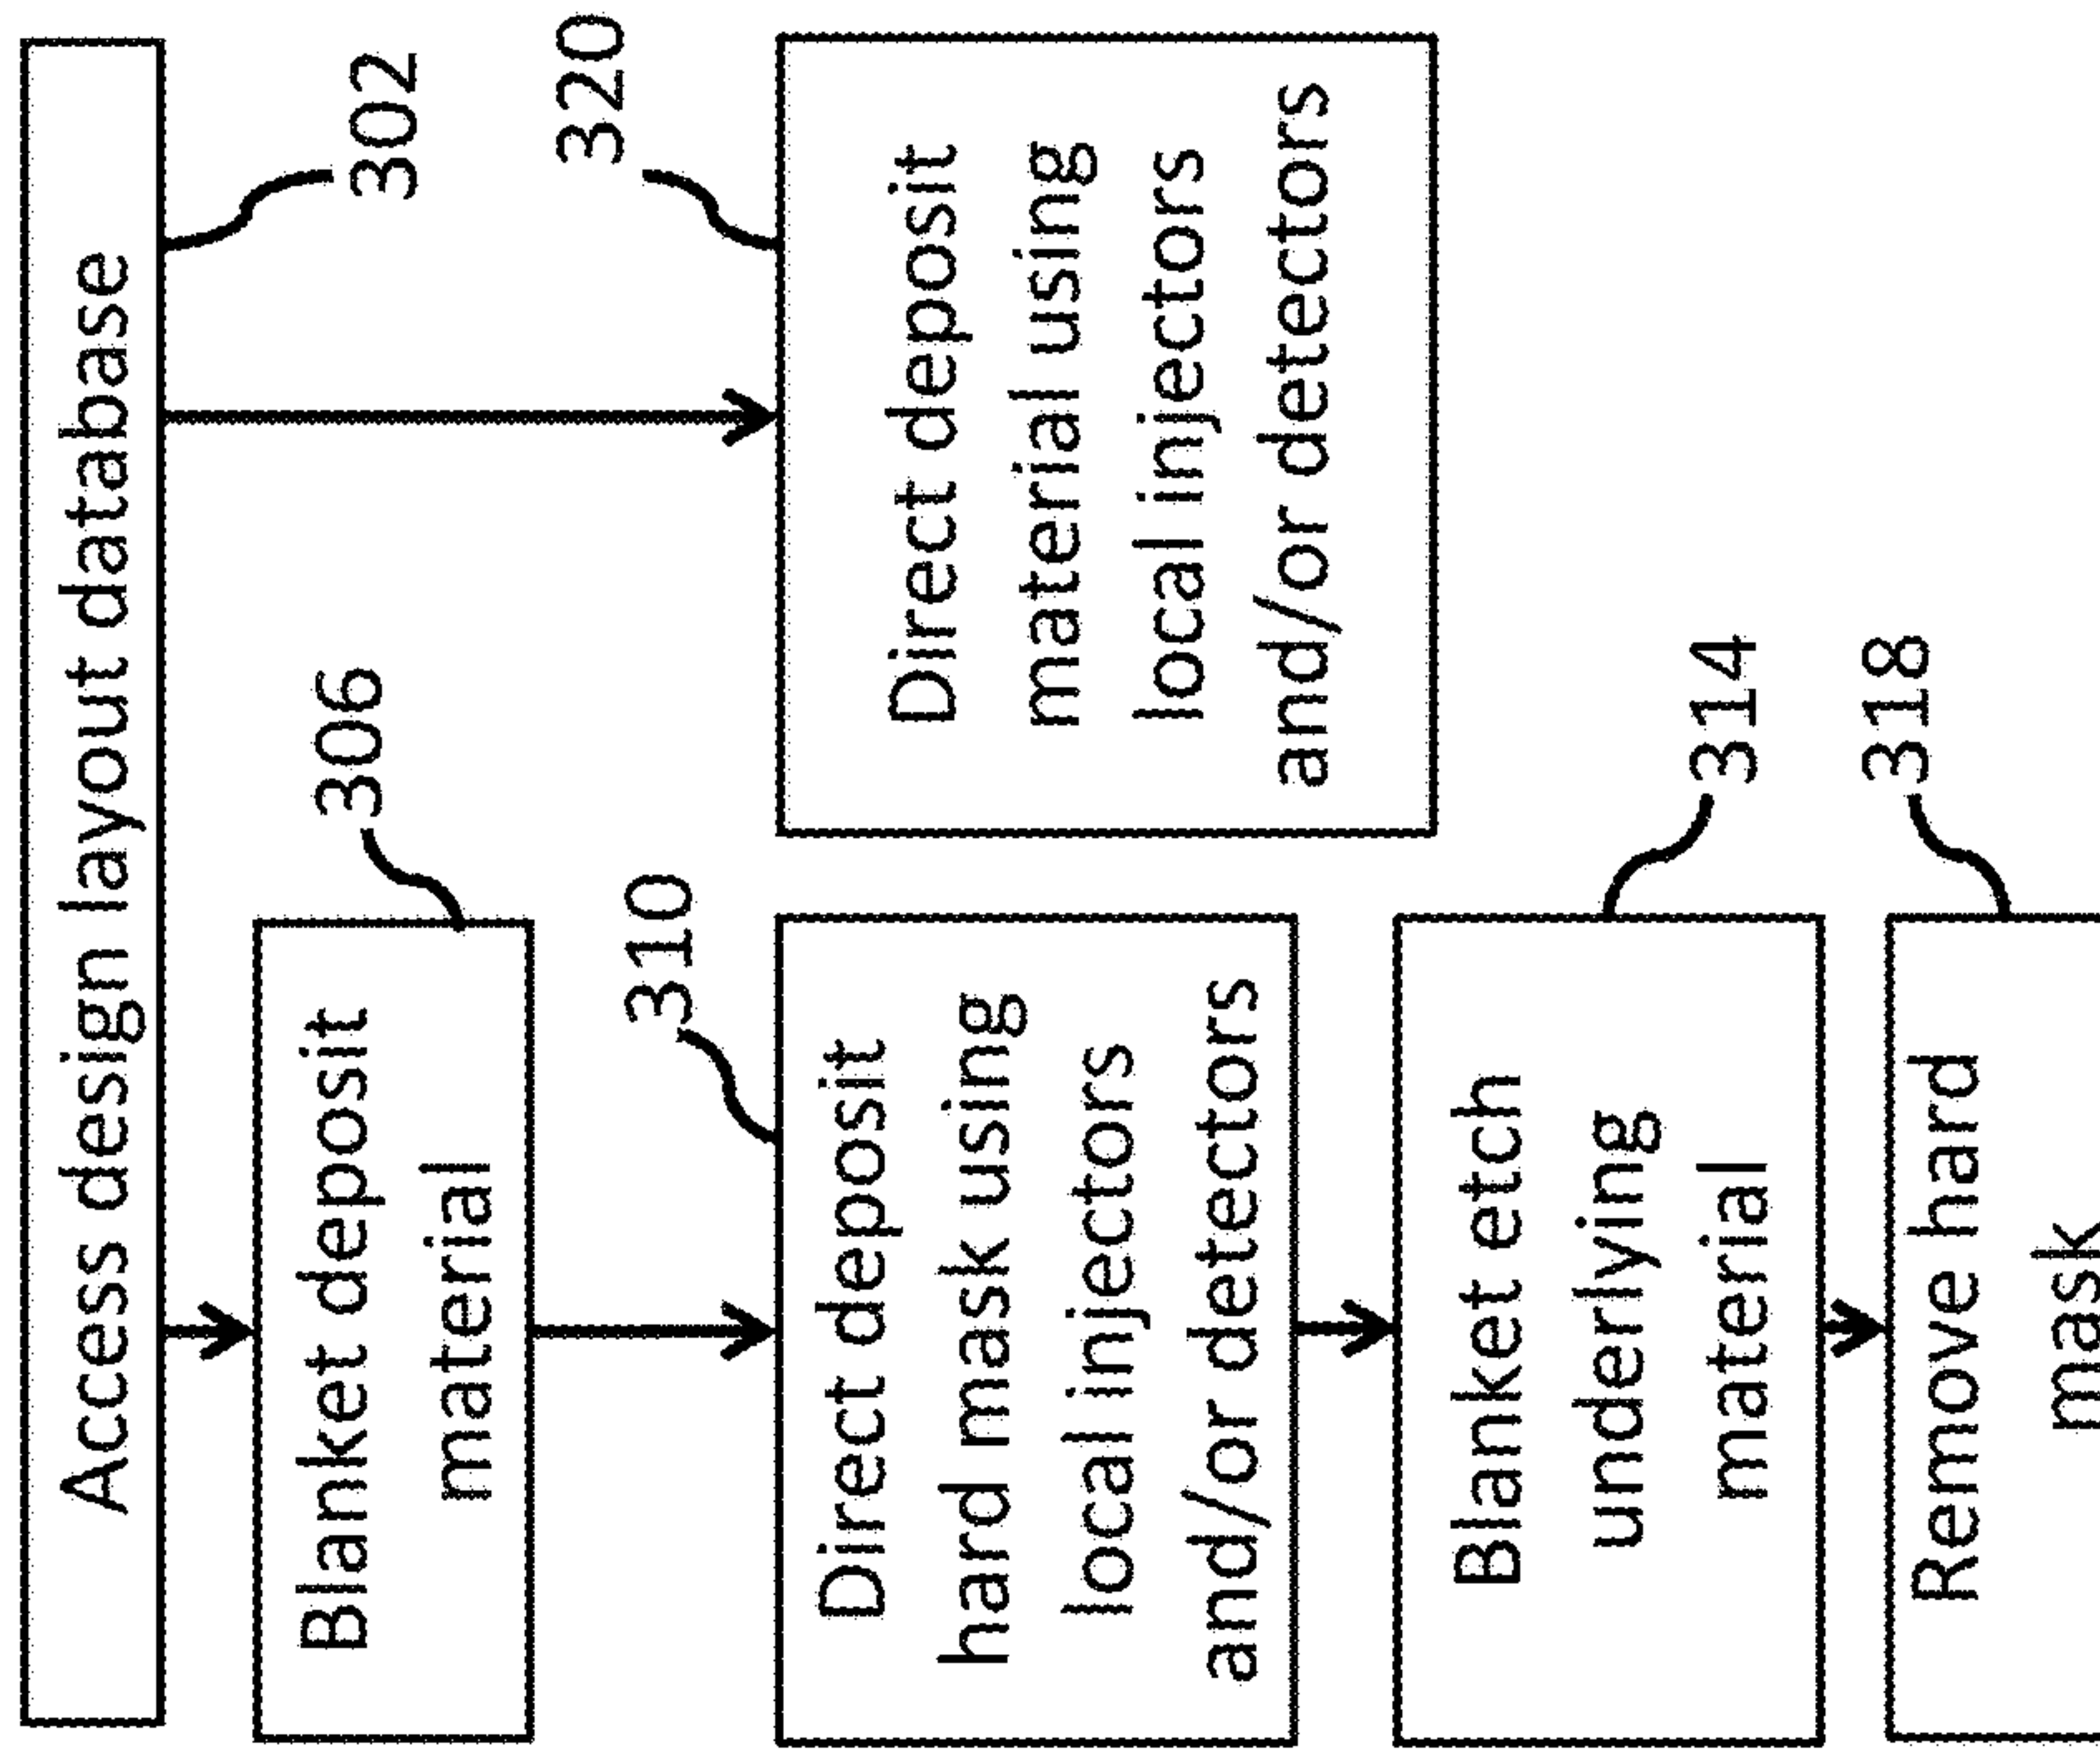 Access design layout database
302
306
Blanket deposit
material
320
Direct deposit
material using
local injectors
and/or detectors
310
Direct deposit
hard mask using
local injectors
and/or detectors
314
Blanket etch
underlying
material
318
Remove hard
mask